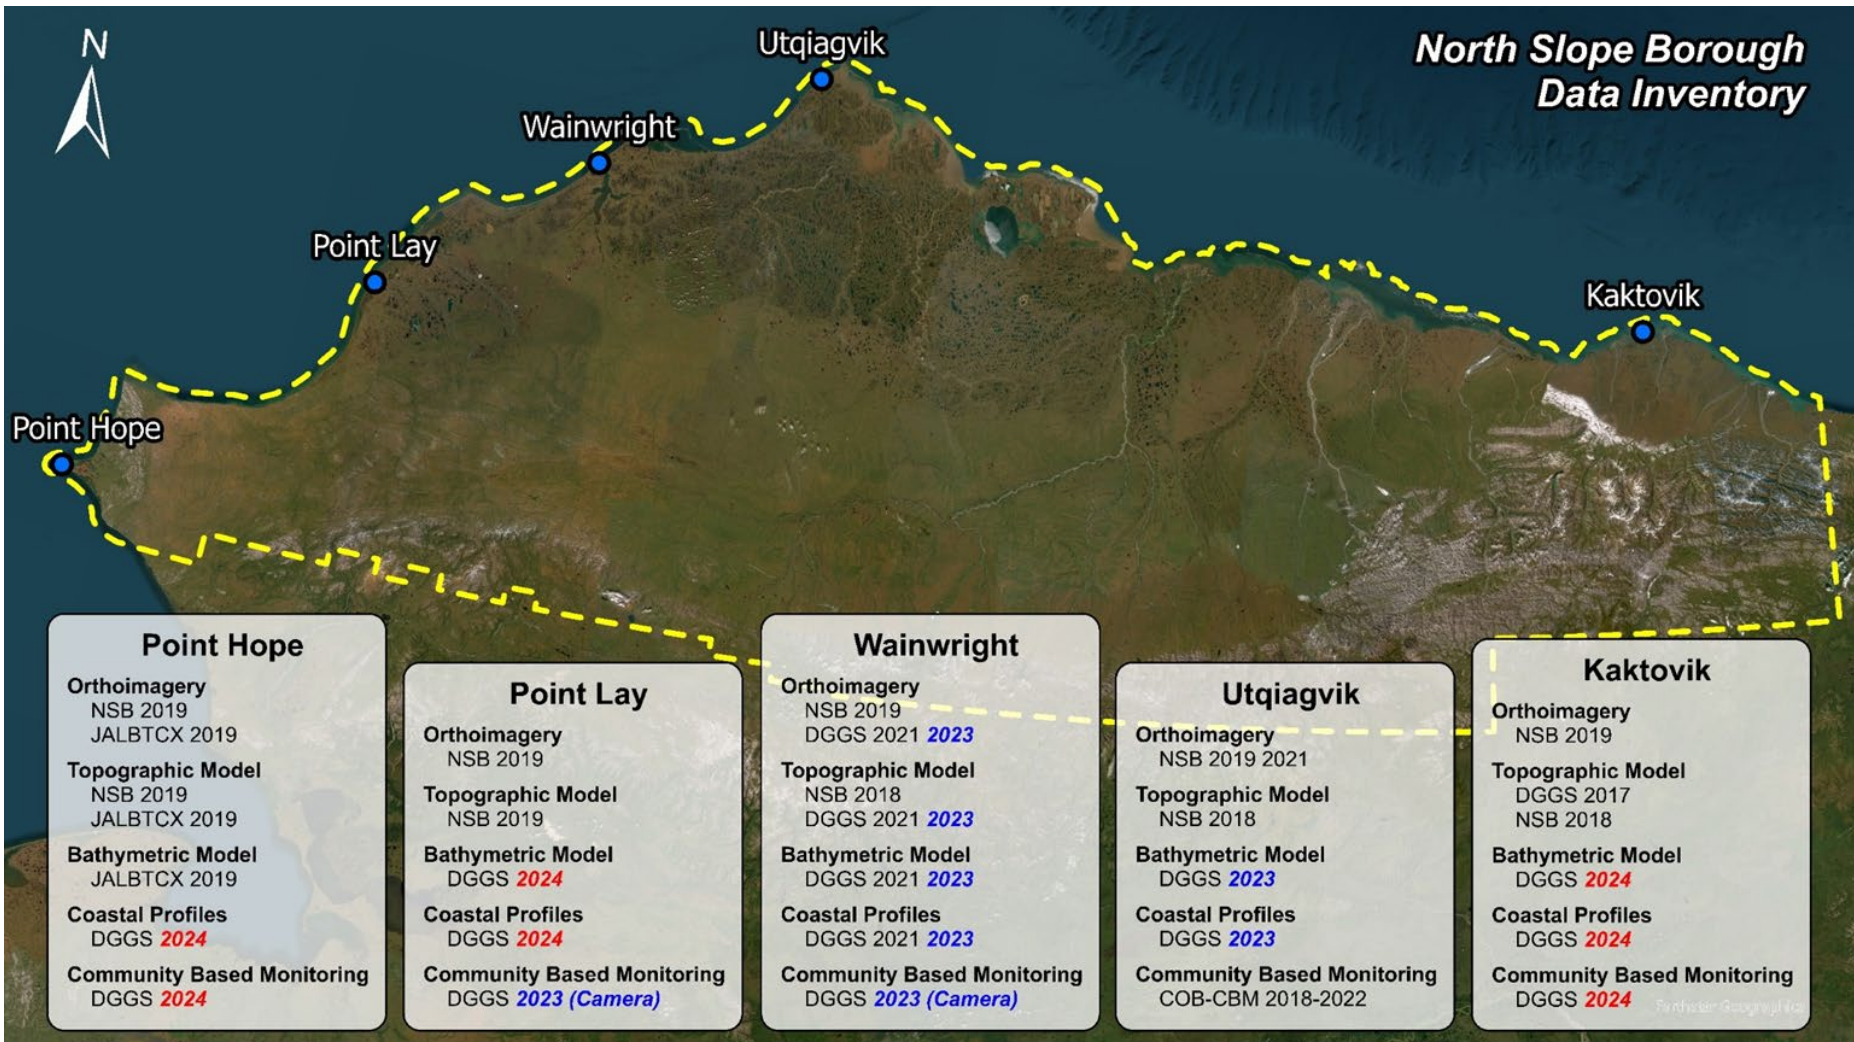 N
North Slope Borough
Data Inventory
Utqiagvik
Wainwright
Point Lay
Kaktovik
Point Hope
Point Hope
Orthoimagery
NSB 2019
JALBTCX 2019
Topographic Model
NSB 2019
JALBTCX 2019
Bathymetric Model
JALBTCX 2019
Coastal Profiles
DGGS 2024
Community Based Monitoring
DGGS 2024
Point Lay
Orthoimagery
NSB 2019
Topographic Model
NSB 2019
Bathymetric Model
DGGS 2024
Coastal Profiles
DGGS 2024
Community Based Monitoring
DGGS 2023 (Camera)
Wainwright
Orthoimagery
NSB 2019
DGGS 2021 2023
Topographic Model
NSB 2018
DGGS 2021 2023
Bathymetric Model
DGGS 2021 2023
Coastal Profiles
DGGS 2021 2023
Community Based Monitoring
DGGS 2023 (Camera)
Utqiagvik
Orthoimagery
NSB 2019 2021
Topographic Model
NSB 2018
Bathymetric Model
DGGS 2023
Coastal Profiles
DGGS 2023
Community Based Monitoring
COB-CBM 2018-2022
Kaktovik
Orthoimagery
NSB 2019
Topographic Model
DGGS 2017
NSB 2018
Bathymetric Model
DGGS 2024
Coastal Profiles
DGGS 2024
Community Based Monitoring
DGGS 2024
Earthstar Geographics